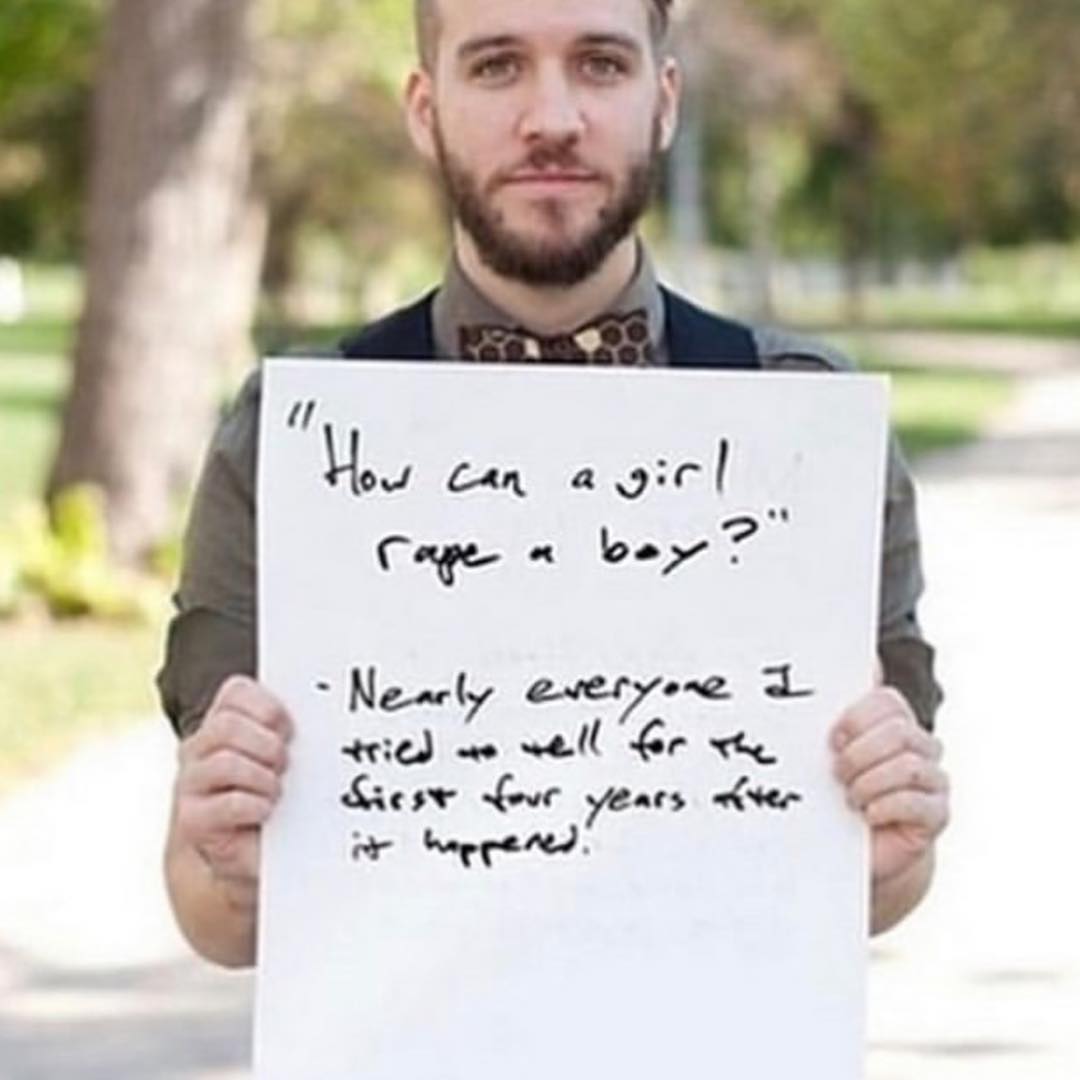 "How can a girl
rape a boy?"
- Nearly everyone I
tried to tell for the
first four years after
it happened.